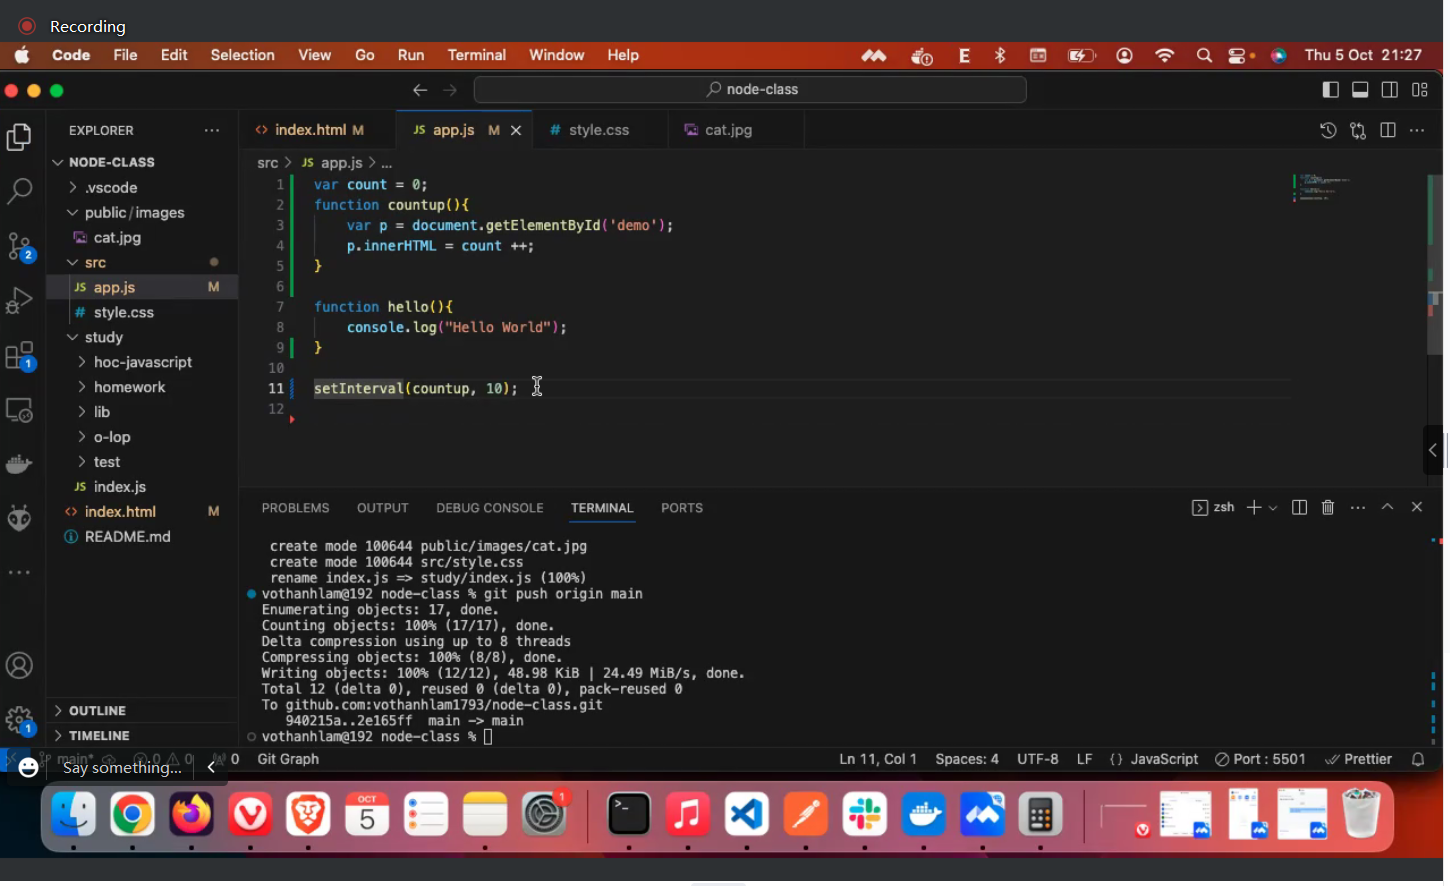 Recording
Code File Edit Selection View Go Run Terminal Window Help E Thu 5 Oct 21:27
node-class
EXPLORER ...
<> index.html M JS app.js M # style.css cat.jpg ...
NODE-CLASS
.vscode
public/images
cat.jpg
src
JS app.js M
# style.css
study
hoc-javascript
homework
lib
o-lop
test
JS index.js
<> index.html M
README.md
OUTLINE
TIMELINE
2
1
1
src > JS app.js > ...
1 var count = 0;
2 function countup(){
3 var p = document.getElementById('demo');
4 p.innerHTML = count ++;
5 }
6
7 function hello(){
8 console.log("Hello World");
9 }
10
11 setInterval(countup, 10);
12
PROBLEMS OUTPUT DEBUG CONSOLE TERMINAL PORTS zsh ...
create mode 100644 public/images/cat.jpg
create mode 100644 src/style.css
rename index.js => study/index.js (100%)
vothanhlam@192 node-class % git push origin main
Enumerating objects: 17, done.
Counting objects: 100% (17/17), done.
Delta compression using up to 8 threads
Compressing objects: 100% (8/8), done.
Writing objects: 100% (12/12), 48.98 KiB | 24.49 MiB/s, done.
Total 12 (delta 0), reused 0 (delta 0), pack-reused 0
To github.com:vothanhlam1793/node-class.git
940215a..2e165ff main -> main
vothanhlam@192 node-class %
main* 0 0 0 Git Graph Ln 11, Col 1 Spaces: 4 UTF-8 LF {} JavaScript Port : 5501 Prettier
Say something...
OCT
5
1